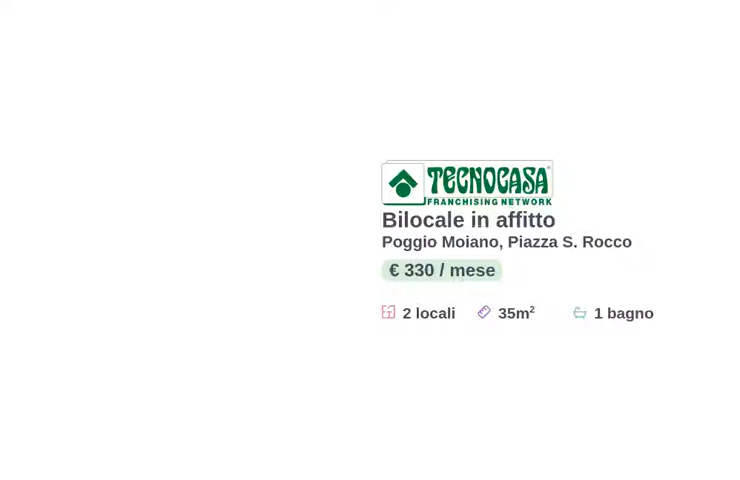 TECNOCASA
FRANCHISING NETWORK
Bilocale in affitto
Poggio Moiano, Piazza S. Rocco
€ 330 / mese
2 locali 35m² 1 bagno